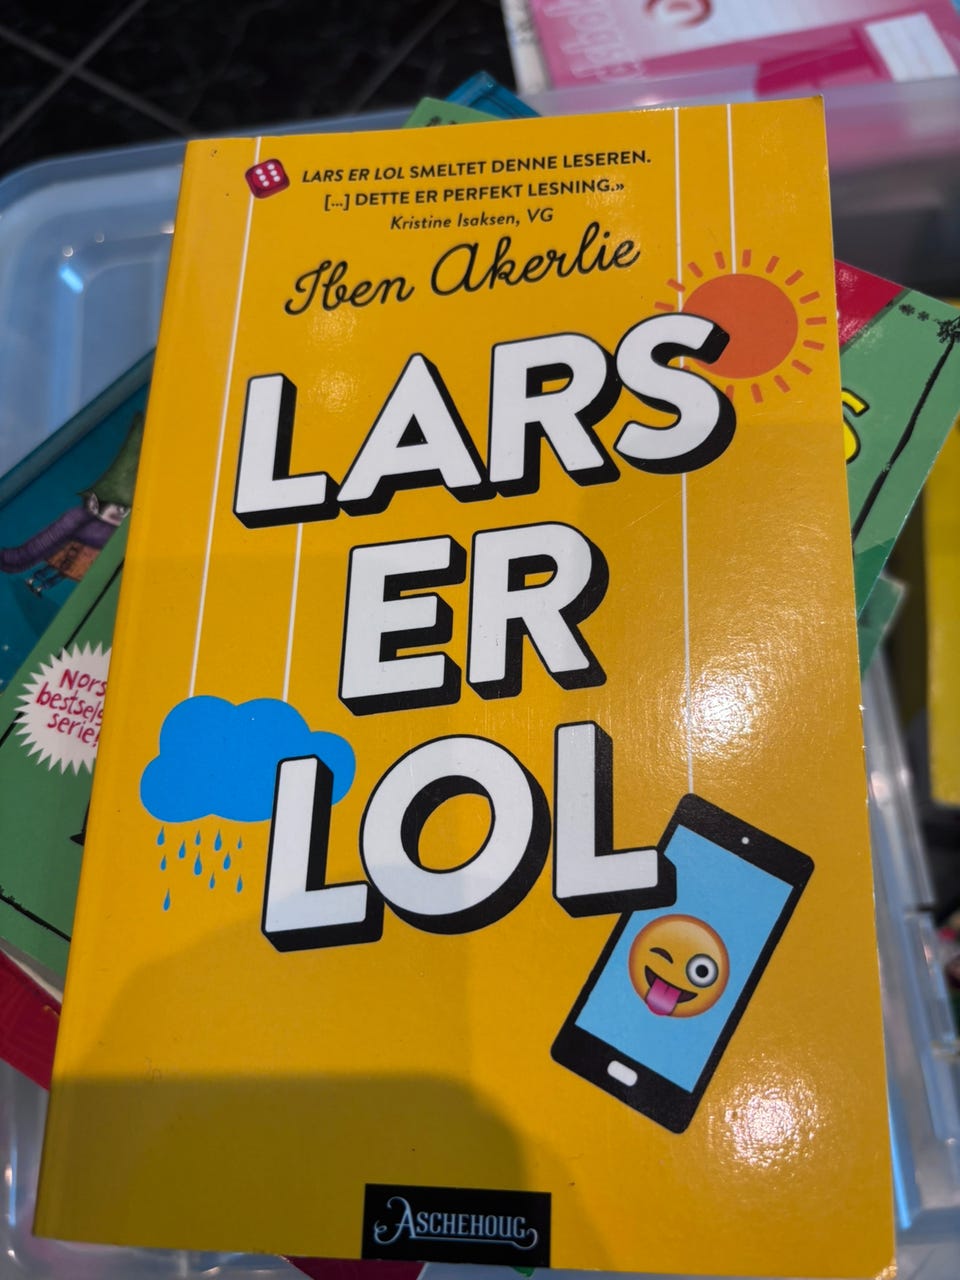 LARS ER LOL SMELTET DENNE LESEREN.
[...] DETTE ER PERFEKT LESNING.»
Kristine Isaksen, VG
Iben Akerlie
LARS
ER
LOL
ASCHEHOUG
serie!